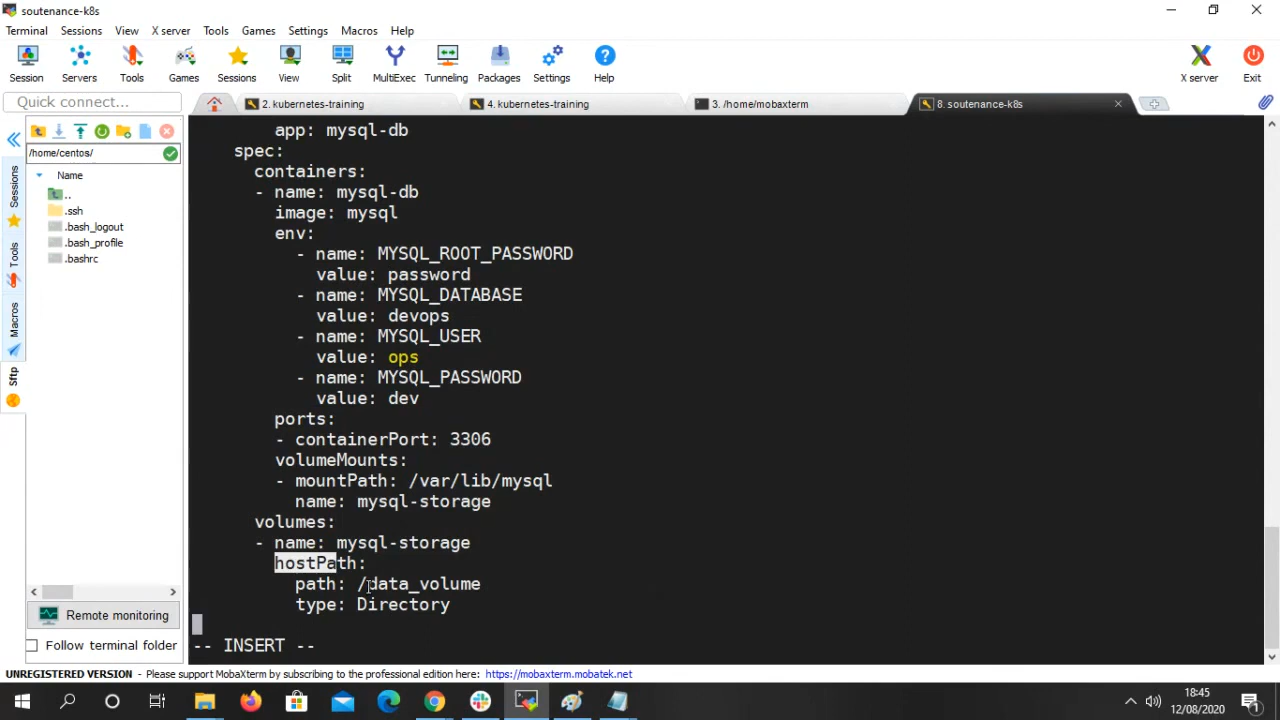 soutenance-k8s
Terminal Sessions View X server Tools Games Settings Macros Help
Session Servers Tools Games Sessions View Split MultiExec Tunneling Packages Settings Help X server Exit
Quick connect...
2. kubernetes-training
4. kubernetes-training
3. /home/mobaxterm
8. soutenance-k8s
/home/centos/
Name
..
.ssh
.bash_logout
.bash_profile
.bashrc
Sessions
Tools
Macros
Sftp
Remote monitoring
Follow terminal folder
app: mysql-db
spec:
containers:
- name: mysql-db
image: mysql
env:
- name: MYSQL_ROOT_PASSWORD
value: password
- name: MYSQL_DATABASE
value: devops
- name: MYSQL_USER
value: ops
- name: MYSQL_PASSWORD
value: dev
ports:
- containerPort: 3306
volumeMounts:
- mountPath: /var/lib/mysql
name: mysql-storage
volumes:
- name: mysql-storage
hostPath:
path: /data_volume
type: Directory
-- INSERT --
UNREGISTERED VERSION - Please support MobaXterm by subscribing to the professional edition here: https://mobaxterm.mobatek.net
18:45
12/08/2020
1